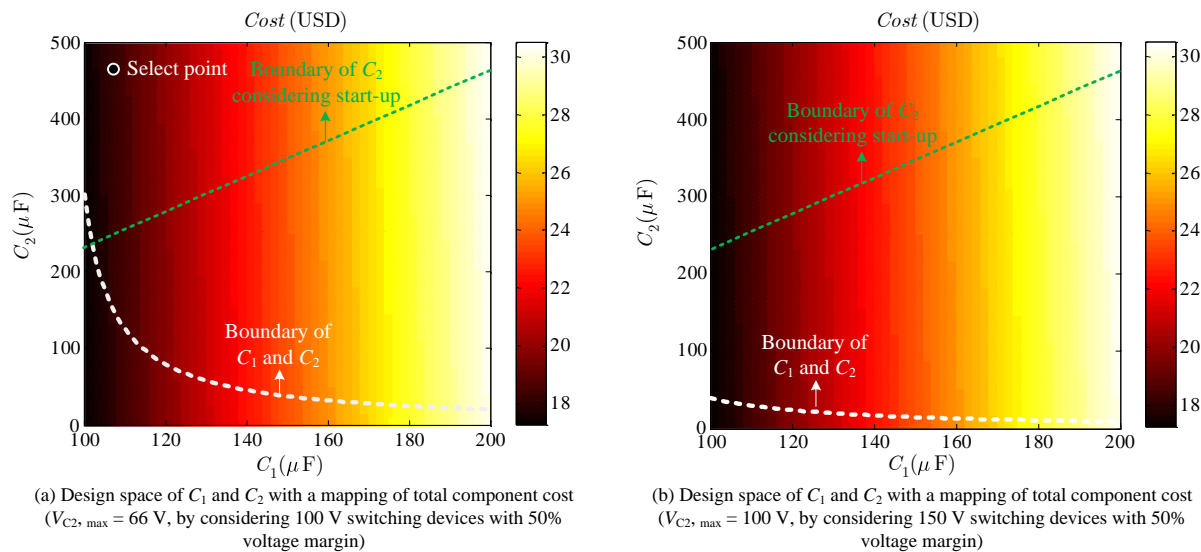 Cost (USD)
500
400
300
200
100
0
C2(μ F)
Select point
Boundary of C2
considering start-up
Boundary of
C1 and C2
100 120 140 160 180 200
C1(μ F)
30
28
26
24
22
20
18
(a) Design space of C1 and C2 with a mapping of total component cost
(VC2, max = 66 V, by considering 100 V switching devices with 50%
voltage margin)
Cost (USD)
500
400
300
200
100
0
C2(μ F)
Boundary of C2
considering start-up
Boundary of
C1 and C2
100 120 140 160 180 200
C1(μ F)
30
28
26
24
22
20
18
(b) Design space of C1 and C2 with a mapping of total component cost
(VC2, max = 100 V, by considering 150 V switching devices with 50%
voltage margin)